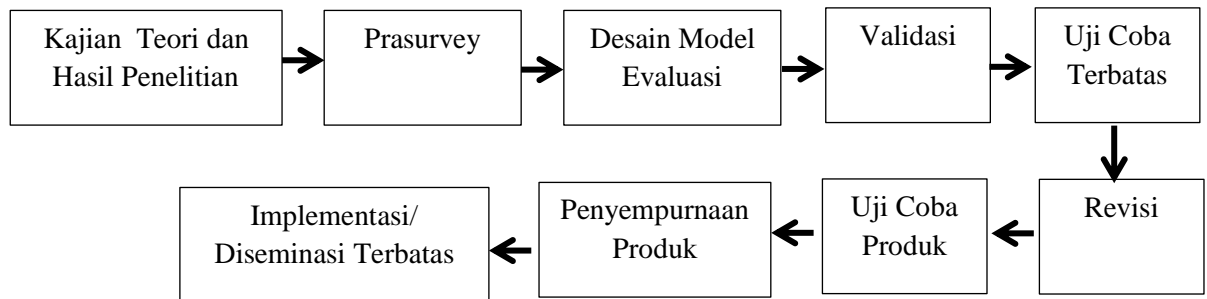 Kajian Teori dan
Hasil Penelitian
Prasurvey
Desain Model
Evaluasi
Validasi
Uji Coba
Terbatas
Revisi
Uji Coba
Produk
Penyempurnaan
Produk
Implementasi/
Diseminasi Terbatas